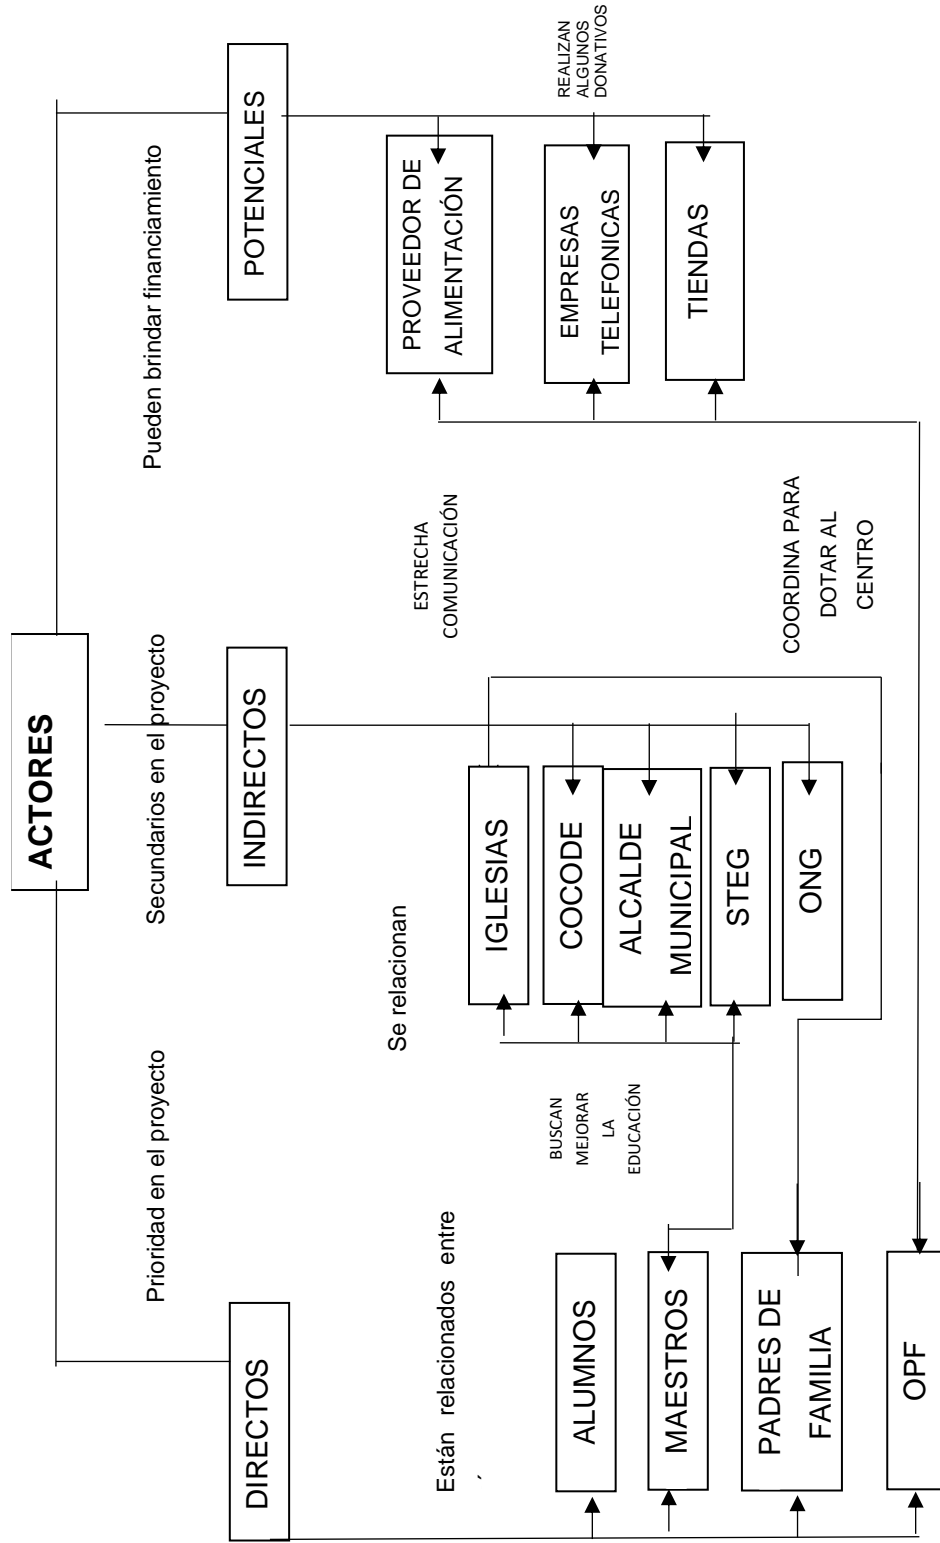 ACTORES
Prioridad en el proyecto
Secundarios en el proyecto
Pueden brindar financiamiento
DIRECTOS
INDIRECTOS
POTENCIALES
Están relacionados entre
Se relacionan
ESTRECHA
COMUNICACIÓN
REALIZAN
ALGUNOS
DONATIVOS
ALUMNOS
MAESTROS
PADRES DE
FAMILIA
OPF
BUSCAN
MEJORAR
LA
EDUCACIÓN
IGLESIAS
COCODE
ALCALDE
MUNICIPAL
STEG
ONG
COORDINA PARA
DOTAR AL
CENTRO
PROVEEDOR DE
ALIMENTACIÓN
EMPRESAS
TELEFONICAS
TIENDAS